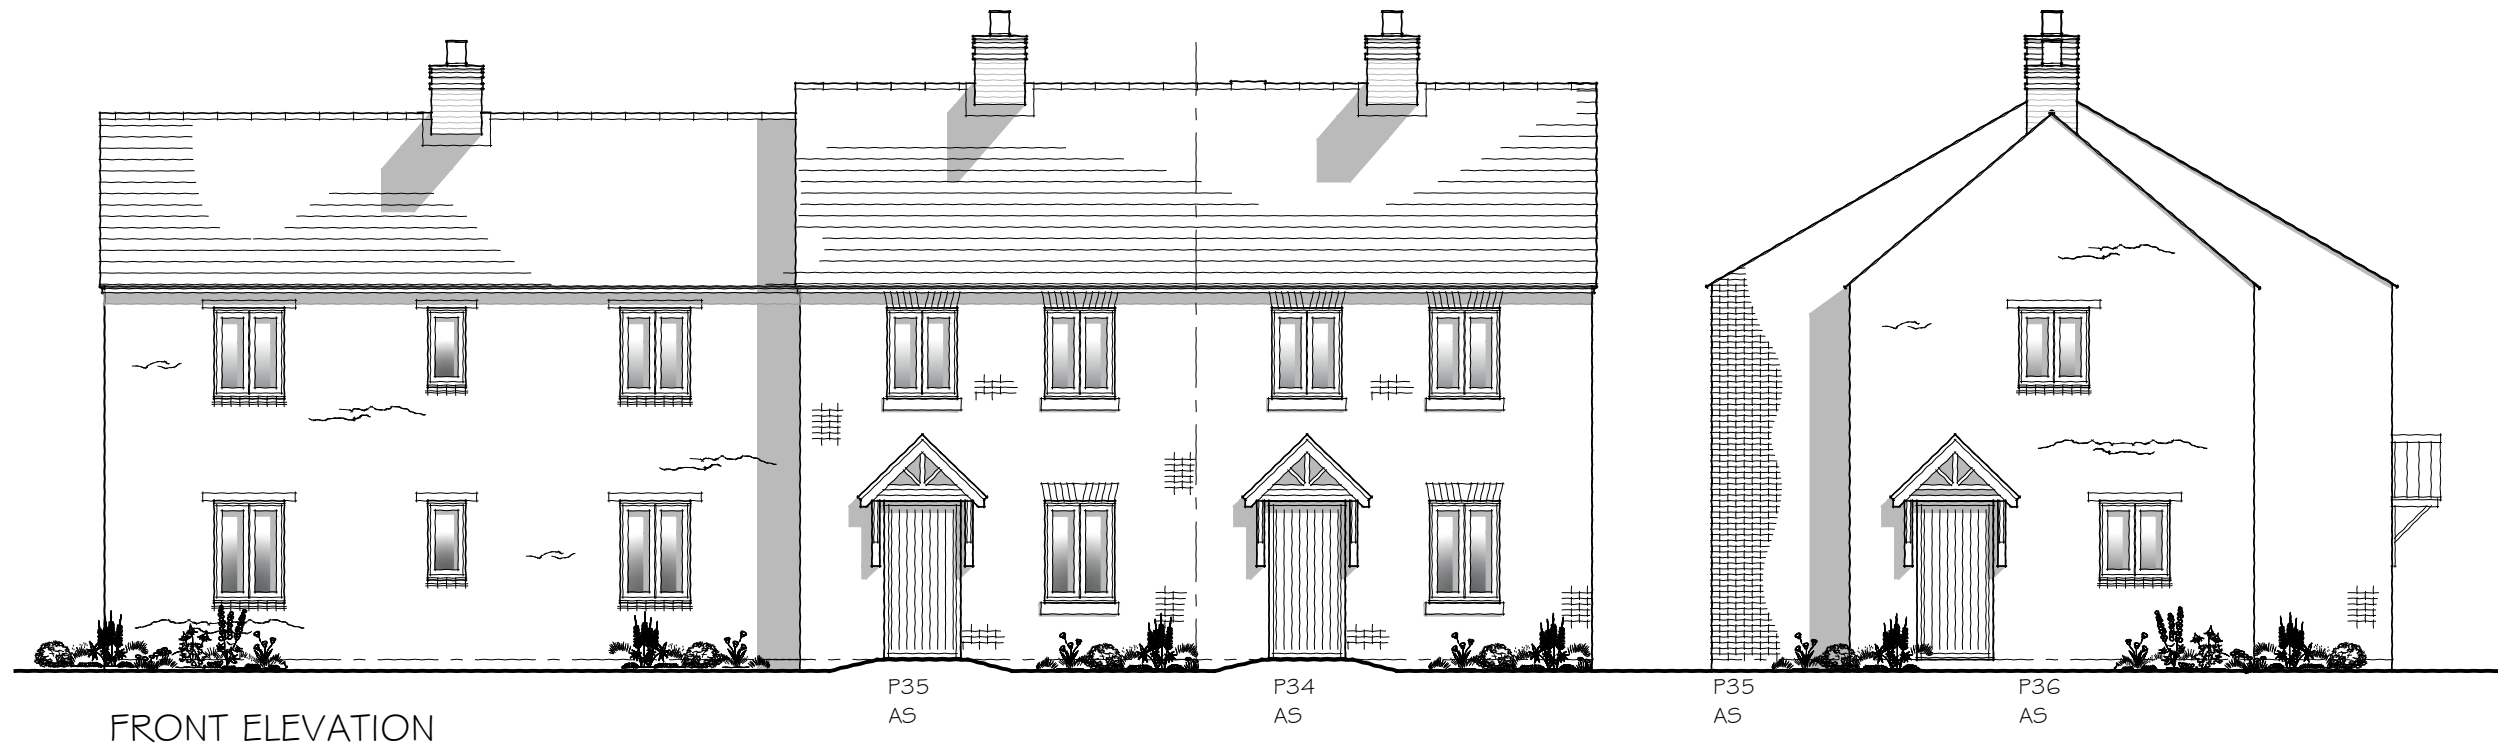 P35
AS
P34
AS
P35
AS
P36
AS
FRONT ELEVATION